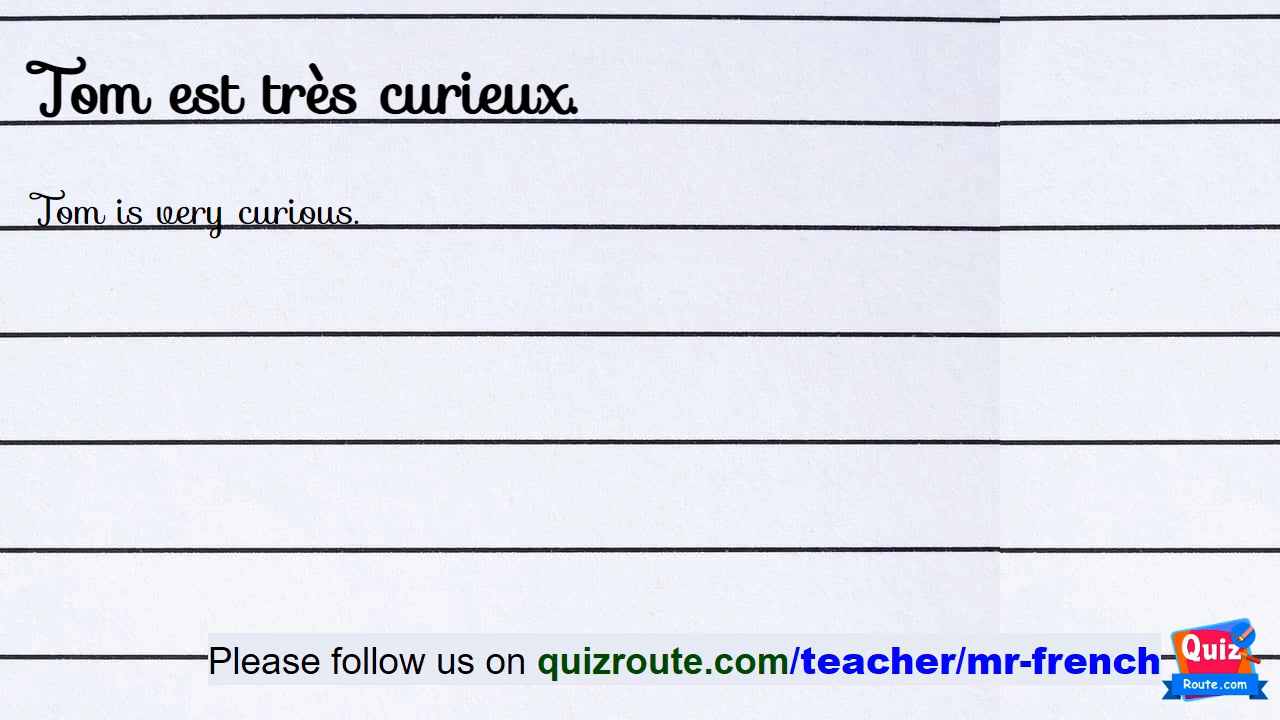 Tom est très curieux.
Tom is very curious.
Please follow us on quizroute.com/teacher/mr-french
Quiz
Route.com